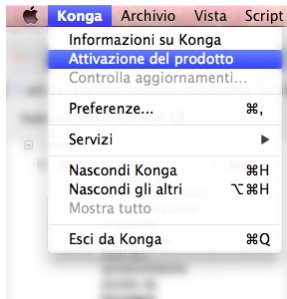 Konga Archivio Vista Script
Informazioni su Konga
Attivazione del prodotto
Controlla aggiornamenti...
Preferenze... ⌘,
Servizi ▶
Nascondi Konga ⌘H
Nascondi gli altri ⌥⌘H
Mostra tutto
Esci da Konga ⌘Q